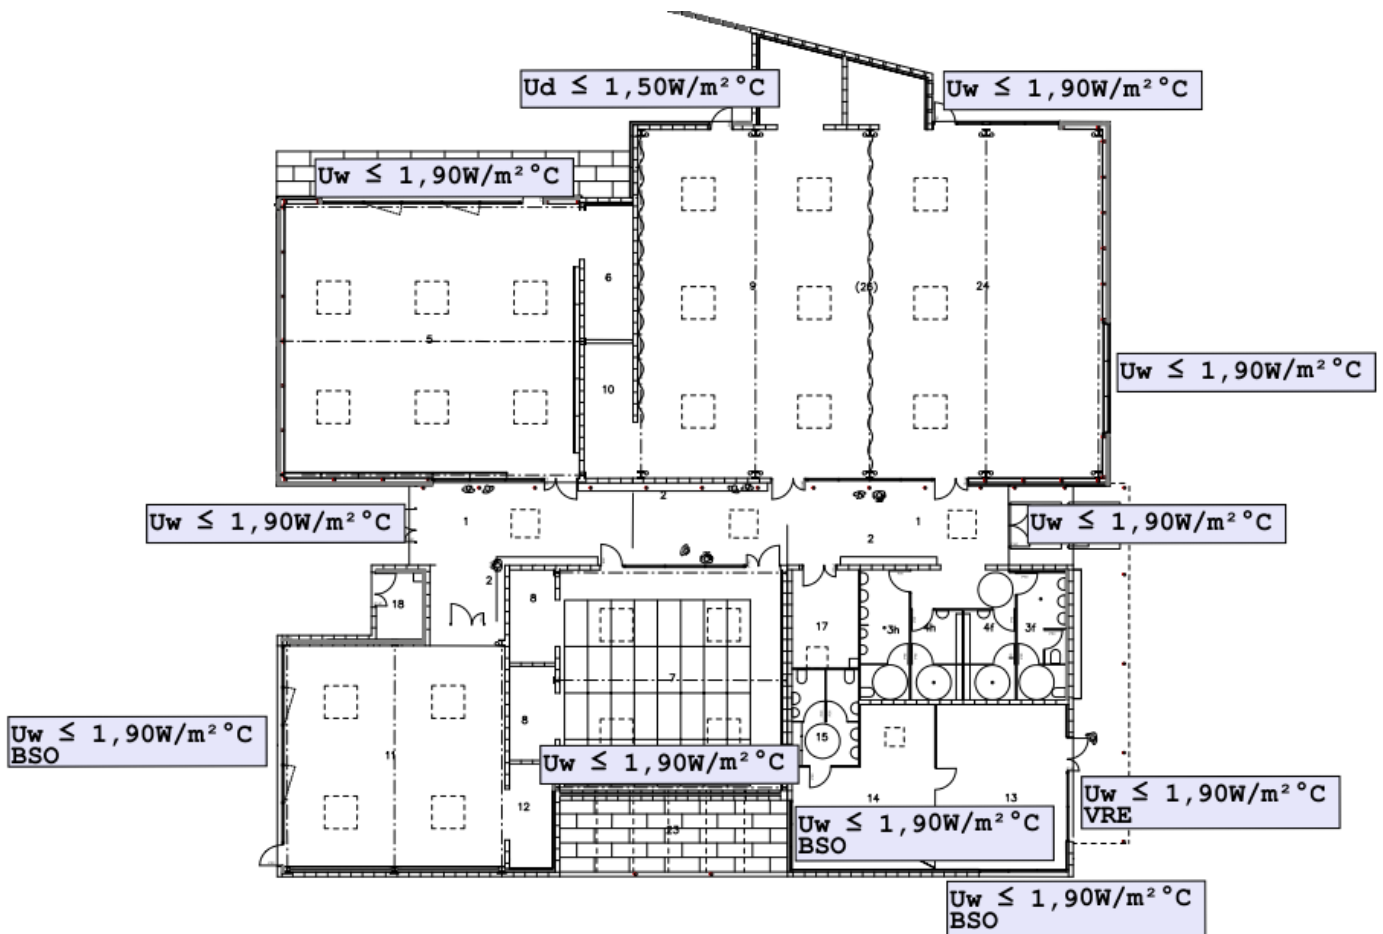 Ud ≤ 1,50W/m²°C
Uw ≤ 1,90W/m²°C
Uw ≤ 1,90W/m²°C
6
9
(26)
24
5
Uw ≤ 1,90W/m²°C
10
2
Uw ≤ 1,90W/m²°C
1
1
Uw ≤ 1,90W/m²°C
2
2
8
18
17
*3h
4h
4f
3f
7
8
Uw ≤ 1,90W/m²°C
BSO
11
15
Uw ≤ 1,90W/m²°C
12
14
13
Uw ≤ 1,90W/m²°C
VRE
23
Uw ≤ 1,90W/m²°C
BSO
Uw ≤ 1,90W/m²°C
BSO